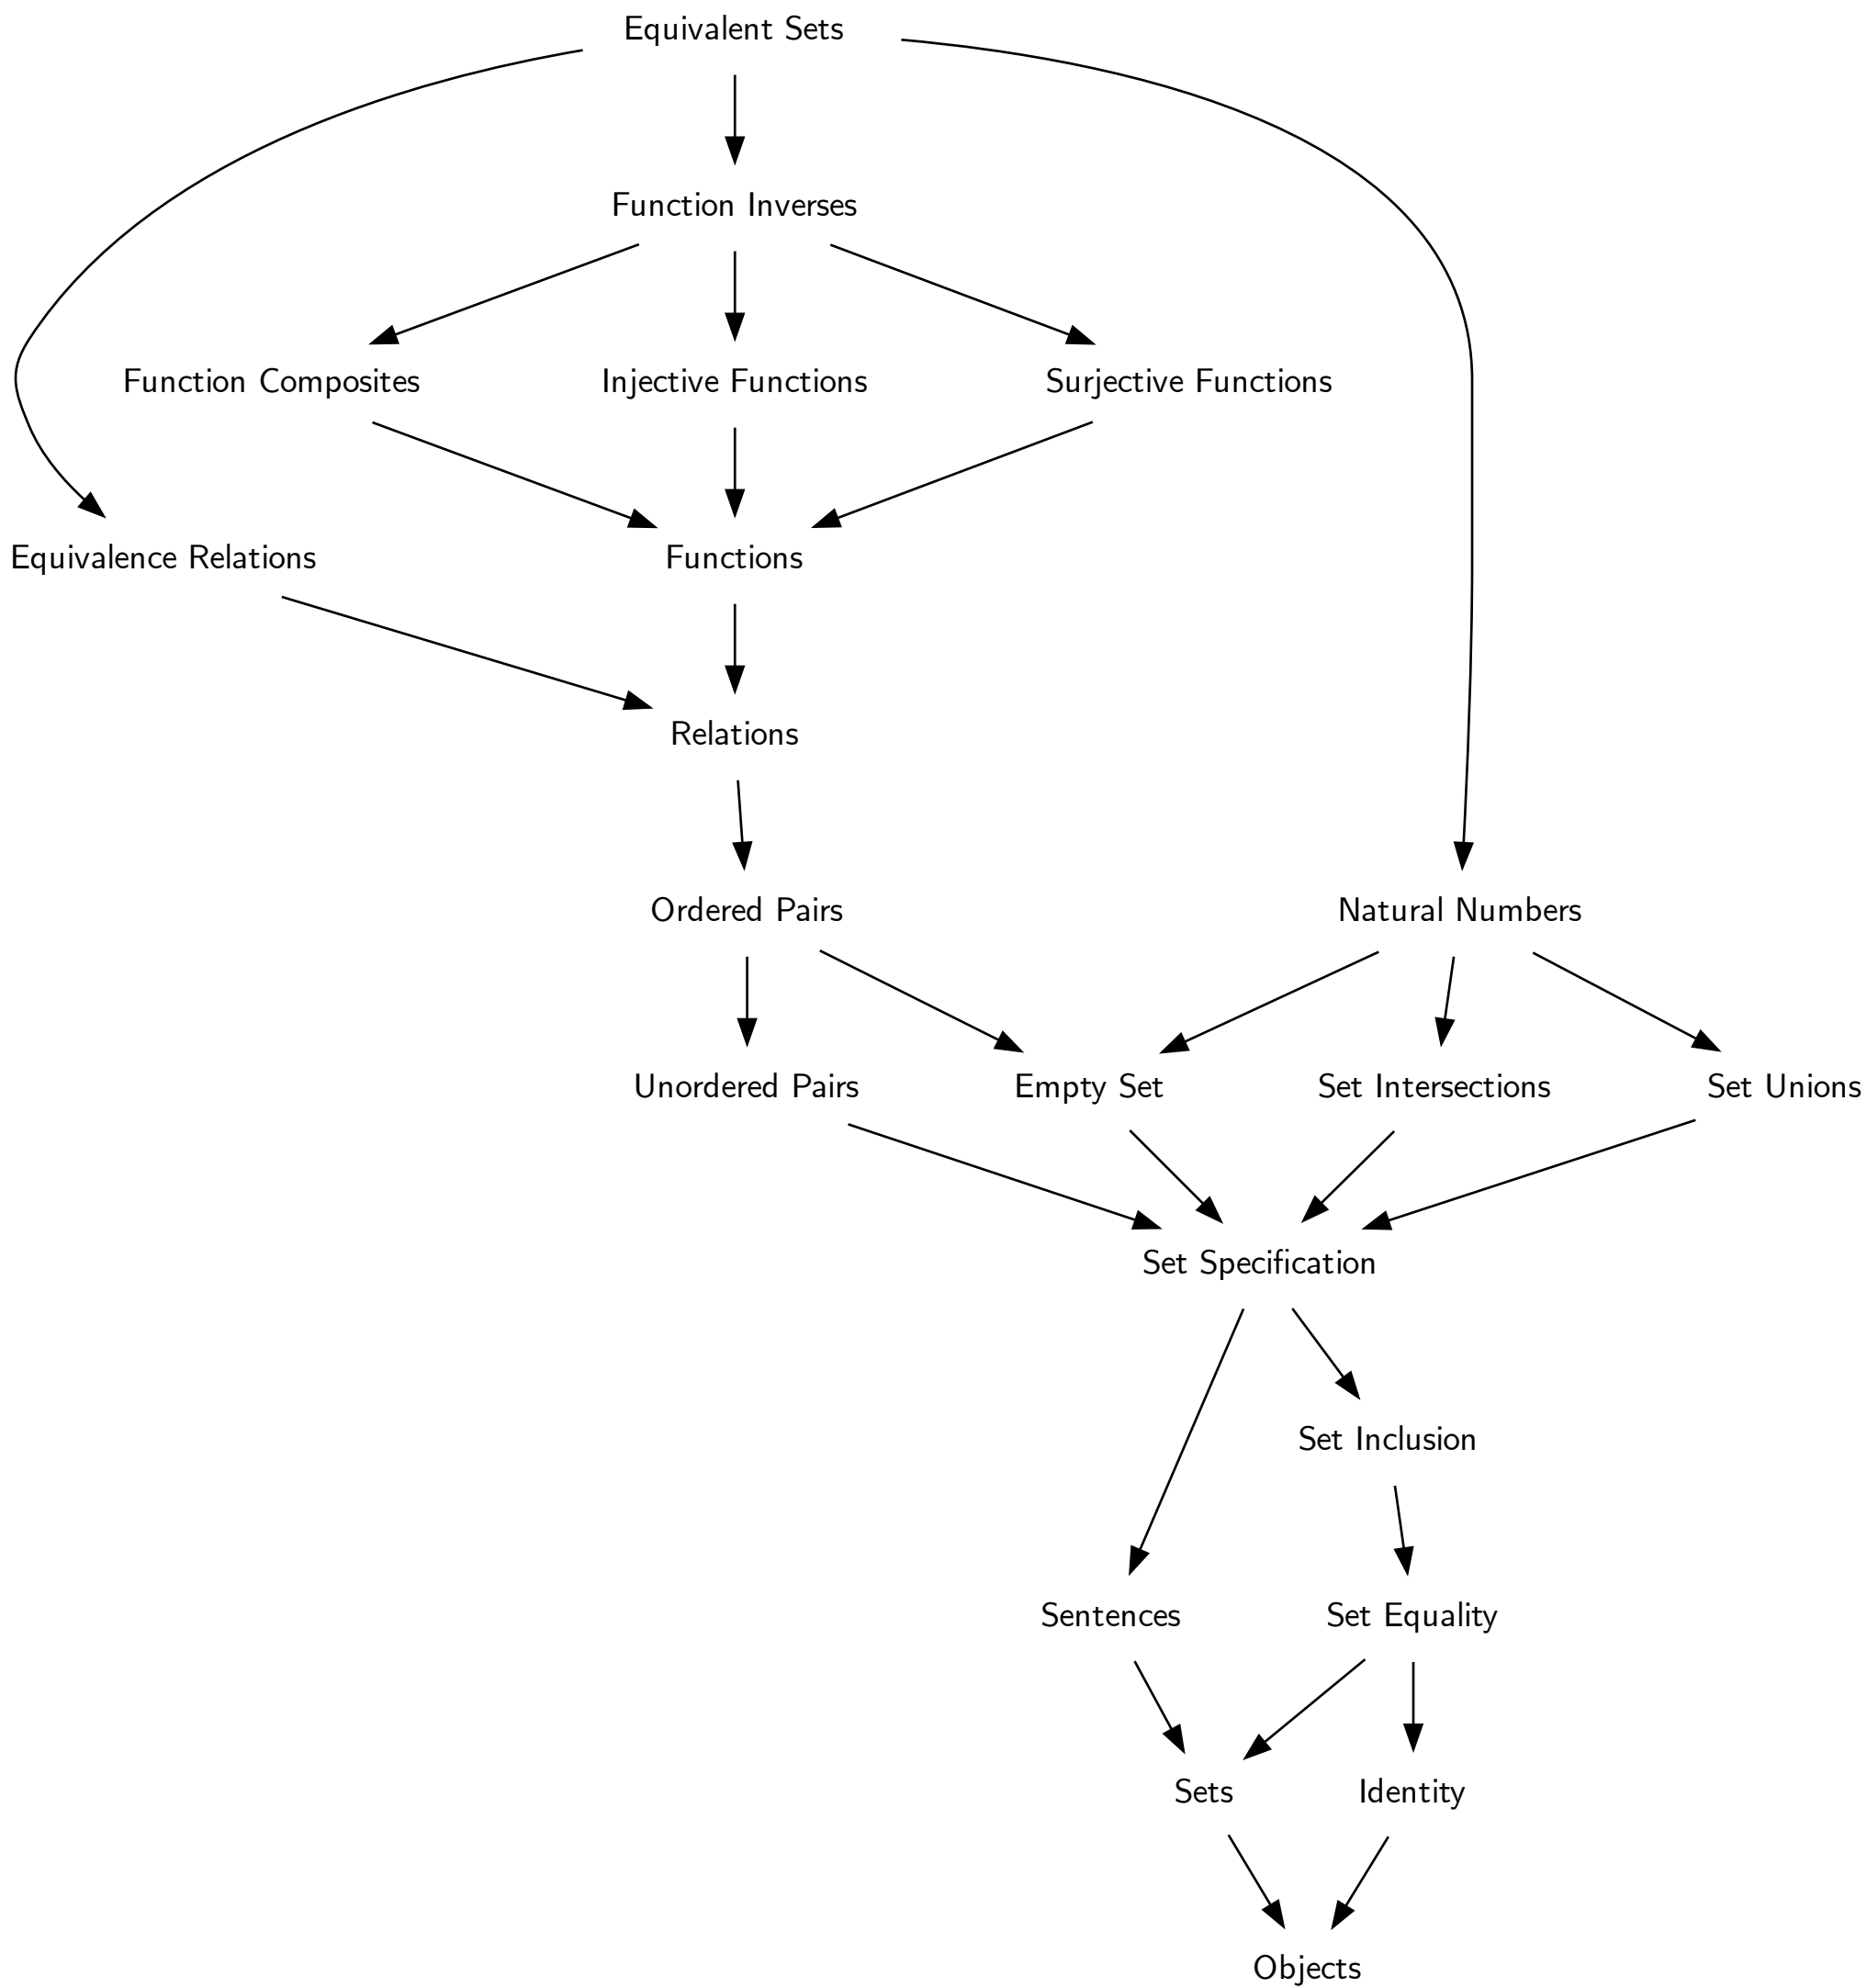 Equivalent Sets
Function Inverses
Function Composites
Injective Functions
Surjective Functions
Equivalence Relations
Functions
Relations
Ordered Pairs
Natural Numbers
Unordered Pairs
Empty Set
Set Intersections
Set Unions
Set Specification
Set Inclusion
Sentences
Set Equality
Sets
Identity
Objects